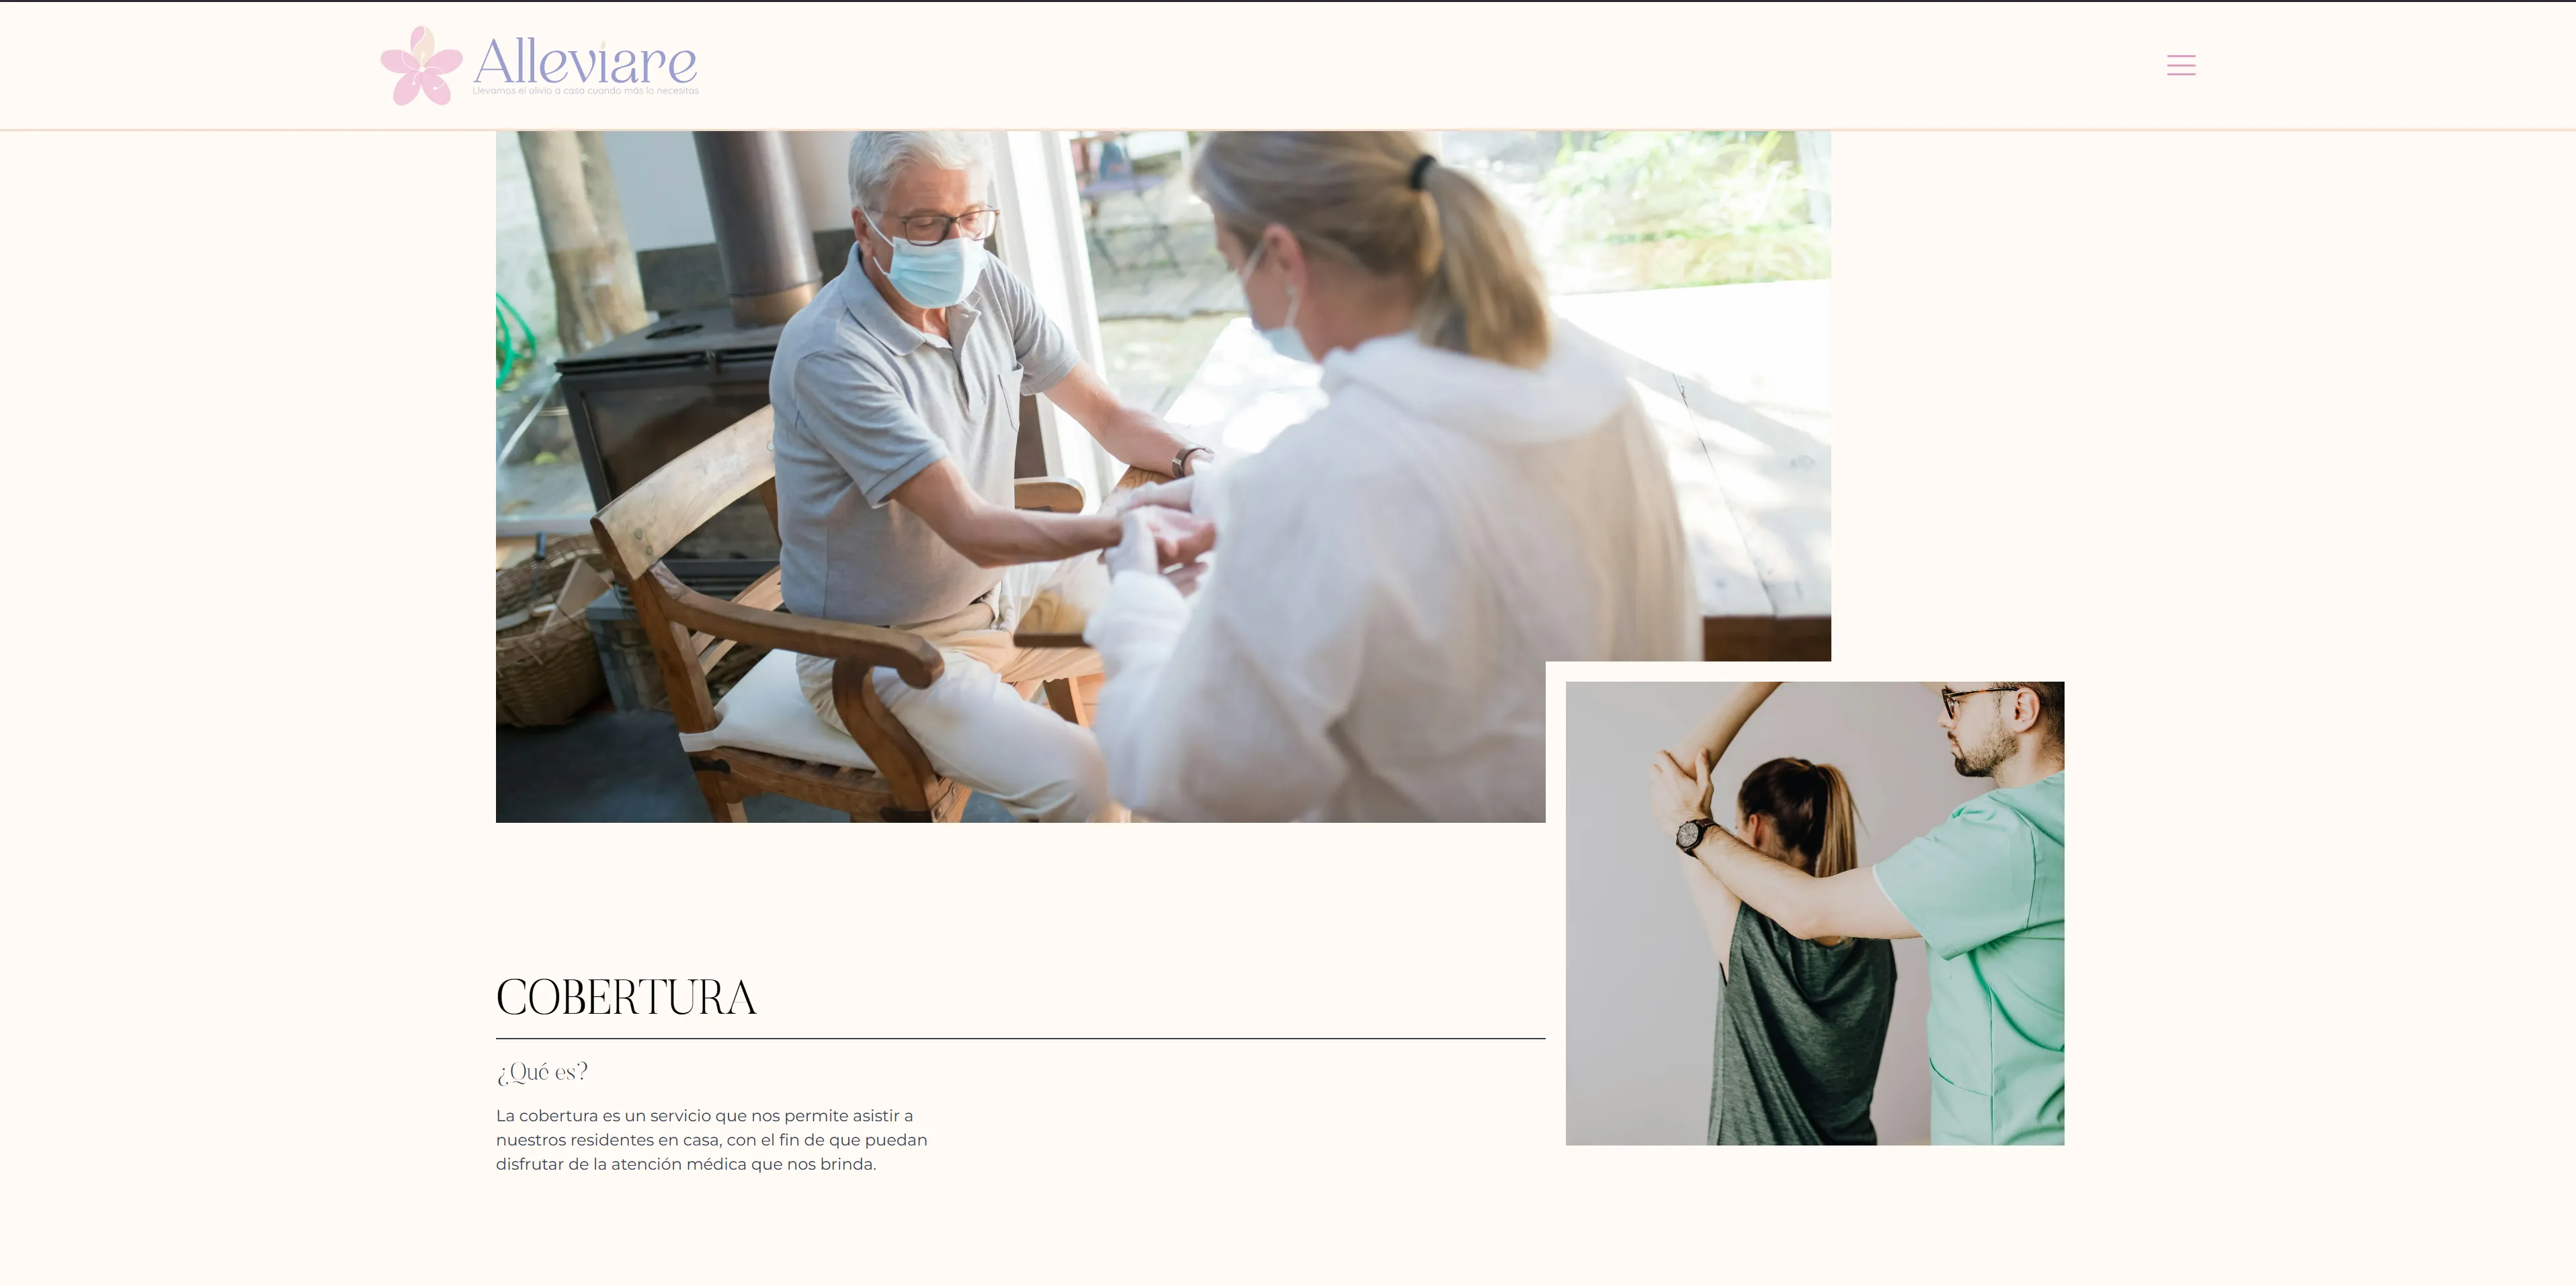 Alleviare
Llevamos el alivio a casa cuando más la necesitas
COBERTURA
¿Qué es?
La cobertura es un servicio que nos permite asistir a
nuestros residentes en casa, con el fin de que puedan
disfrutar de la atención médica que nos brinda.